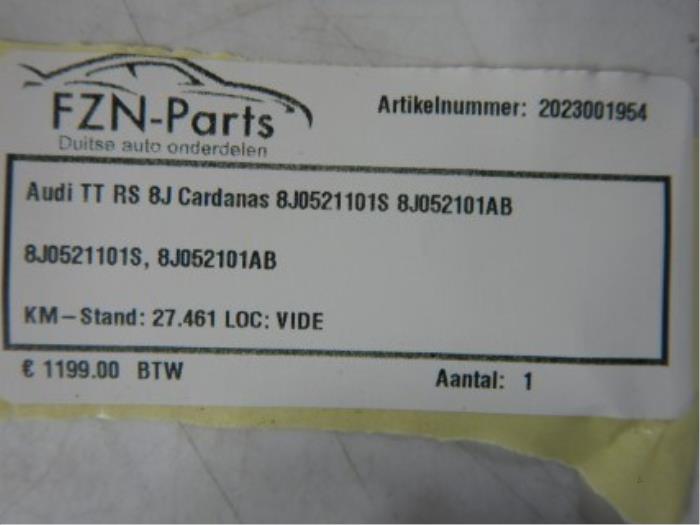 FZN-Parts
Duitse auto onderdelen
Artikelnummer: 2023001954
Audi TT RS 8J Cardanas 8J0521101S 8J052101AB
8J0521101S, 8J052101AB
KM-Stand: 27.461 LOC: VIDE
€ 1199.00 BTW
Aantal: 1